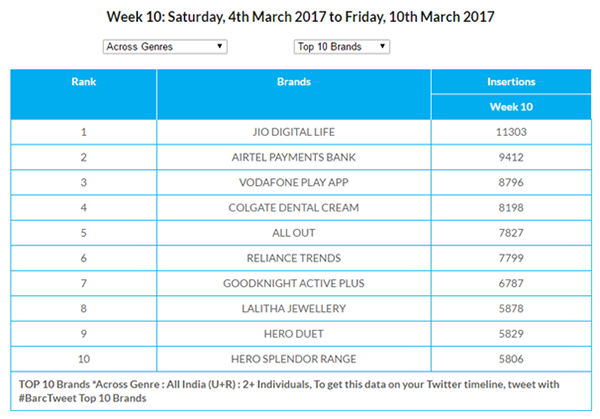 Week 10: Saturday, 4th March 2017 to Friday, 10th March 2017
Across Genres Top 10 Brands
Rank Brands Insertions
Week 10
1 JIO DIGITAL LIFE 11303
2 AIRTEL PAYMENTS BANK 9412
3 VODAFONE PLAY APP 8796
4 COLGATE DENTAL CREAM 8198
5 ALL OUT 7827
6 RELIANCE TRENDS 7799
7 GOODKNIGHT ACTIVE PLUS 6787
8 LALITHA JEWELLERY 5878
9 HERO DUET 5829
10 HERO SPLENDOR RANGE 5806
TOP 10 Brands *Across Genre : All India (U+R) : 2+ Individuals, To get this data on your Twitter timeline, tweet with
#BarcTweet Top 10 Brands